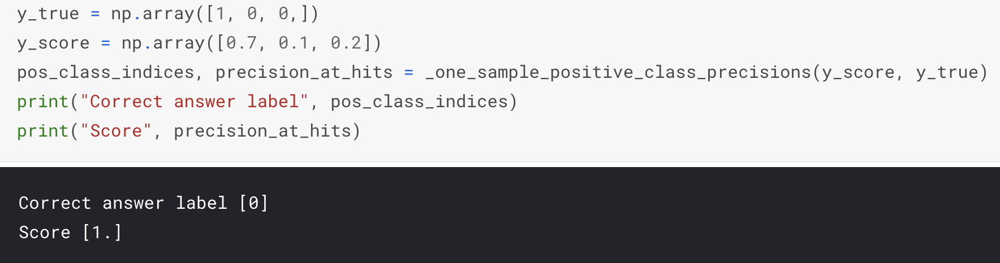 y_true = np.array([1, 0, 0,])
y_score = np.array([0.7, 0.1, 0.2])
pos_class_indices, precision_at_hits = _one_sample_positive_class_precisions(y_score, y_true)
print("Correct answer label", pos_class_indices)
print("Score", precision_at_hits)
Correct answer label [0]
Score [1.]